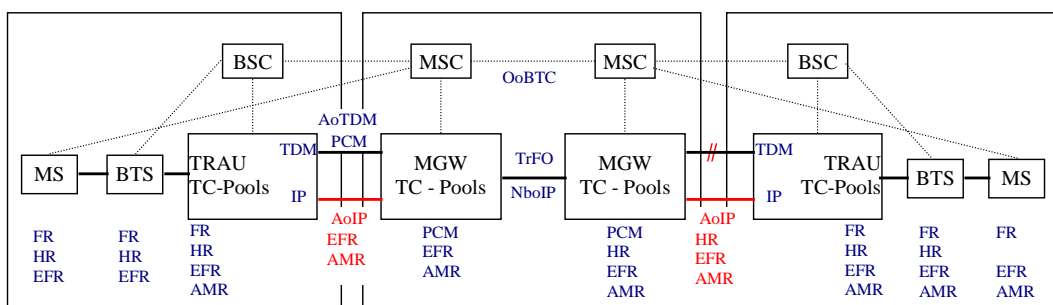 BSC
MSC
MSC
BSC
OoBTC
AoTDM
PCM
MS
BTS
TRAU
TC-Pools
TDM
IP
MGW
TC - Pools
TrFO
NboIP
MGW
TC - Pools
//
TDM
IP
TRAU
TC-Pools
BTS
MS
FR
HR
EFR
FR
HR
EFR
FR
HR
EFR
AMR
AoIP
EFR
AMR
PCM
EFR
AMR
PCM
HR
EFR
AMR
AoIP
HR
EFR
AMR
FR
HR
EFR
AMR
FR
HR
EFR
AMR
FR
EFR
AMR